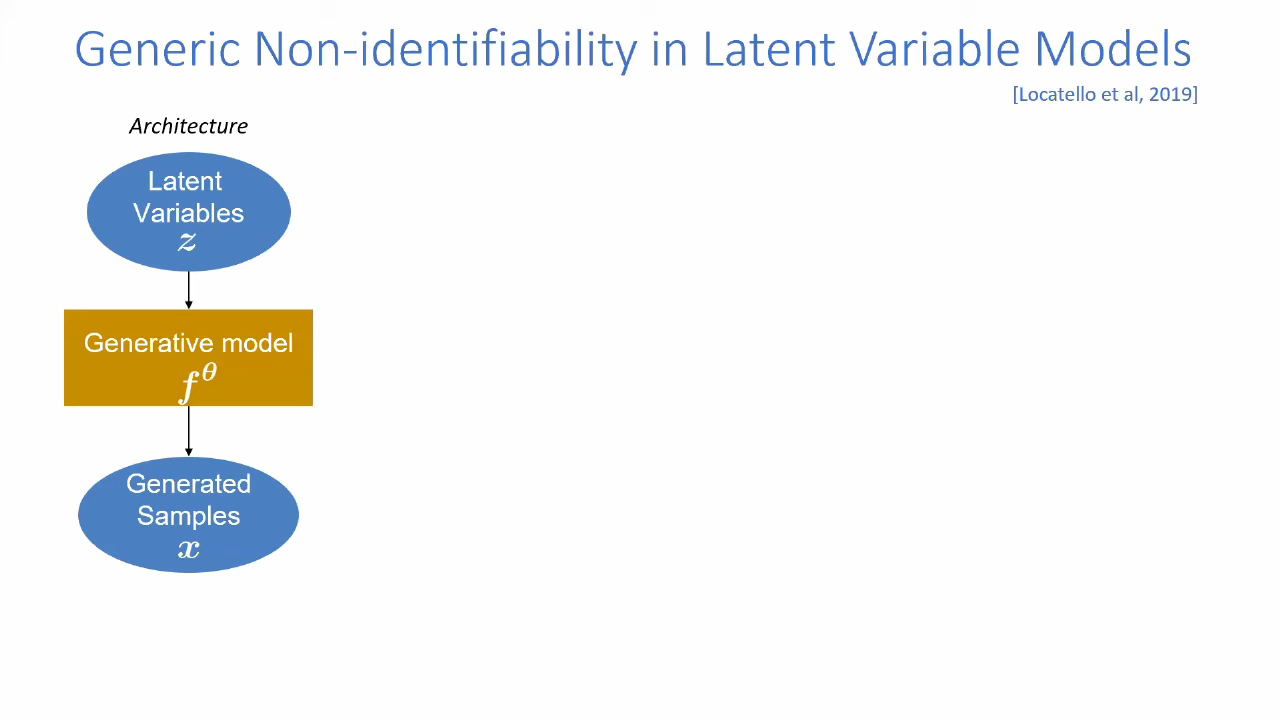 Generic Non-identifiability in Latent Variable Models
[Locatello et al, 2019]
Architecture
Latent
Variables
z
Generative model
f^θ
Generated
Samples
x